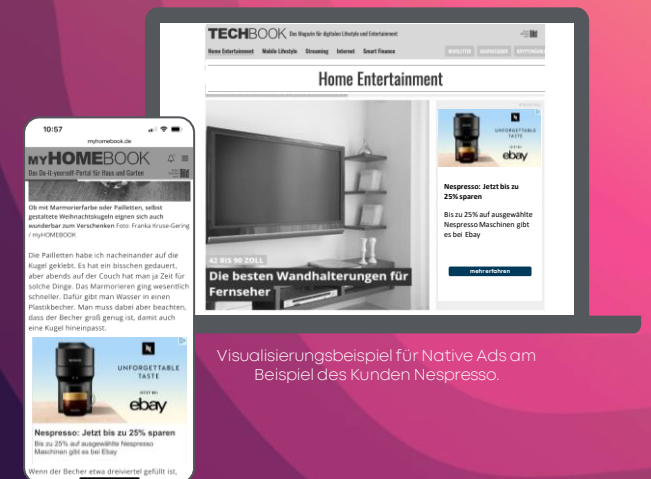 TECHBOOK Das Magazin für digitalen Lifestyle und Entertainment
Home Entertainment Mobile Lifestyle Streaming Internet Smart Finance NEWSLETTER
Home Entertainment
42 BIS 90 ZOLL
Die besten Wandhalterungen für
Fernseher
UNFORGETTABLE
TASTE
ebay
Nespresso: Jetzt bis zu
25% sparen
Bis zu 25% auf ausgewählte
Nespresso Maschinen gibt
es bei Ebay
mehr erfahren
10:57
myhomebook.de
MYHOMEBOOK
Das Do-it-yourself-Portal für Haus und Garten
Ob mit Marmorierfarbe oder Pailletten, selbst
gestaltete Weihnachtskugeln eignen sich auch
wunderbar zum Verschenken Foto: Franka Kruse-Gering
/ myHOMEBOOK
Die Pailletten habe ich nacheinander auf die
Kugel geklebt. Es hat ein bisschen gedauert,
aber abends auf der Couch hat man ja Zeit für
solche Dinge. Das Marmorieren ging wesentlich
schneller. Dafür gibt man Wasser in einen
Plastikbecher. Man muss dabei aber beachten,
dass der Becher groß genug ist, damit auch
eine Kugel hineinpasst.
UNFORGETTABLE
TASTE
JETZT BEI
ebay
Nespresso: Jetzt bis zu 25% sparen
Bis zu 25% auf ausgewählte Nespresso
Maschinen gibt es bei Ebay
Wenn der Becher etwa dreiviertel gefüllt ist,
Visualisierungsbeispiel für Native Ads am
Beispiel des Kunden Nespresso.